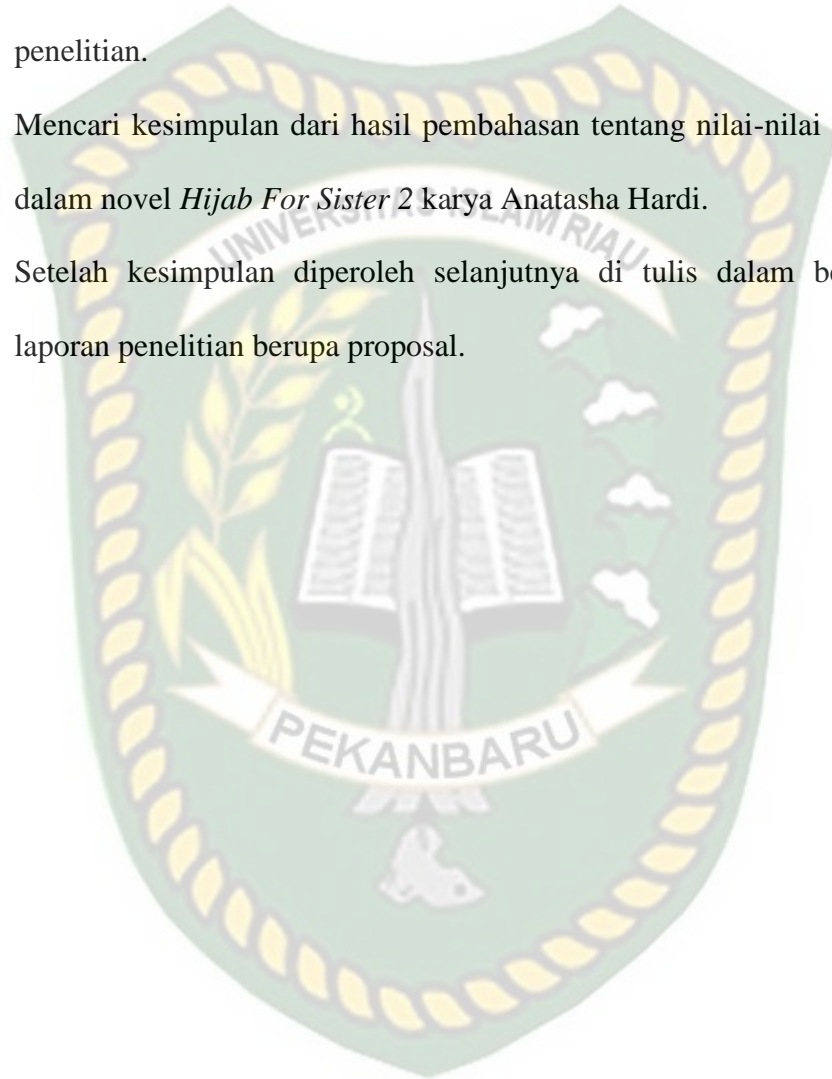 penelitian.
Mencari kesimpulan dari hasil pembahasan tentang nilai-nilai
dalam novel Hijab For Sister 2 karya Anatasha Hardi.
UNIVERSITAS ISLAM RIAU
Setelah kesimpulan diperoleh selanjutnya di tulis dalam
laporan penelitian berupa proposal.
PEKANBARU